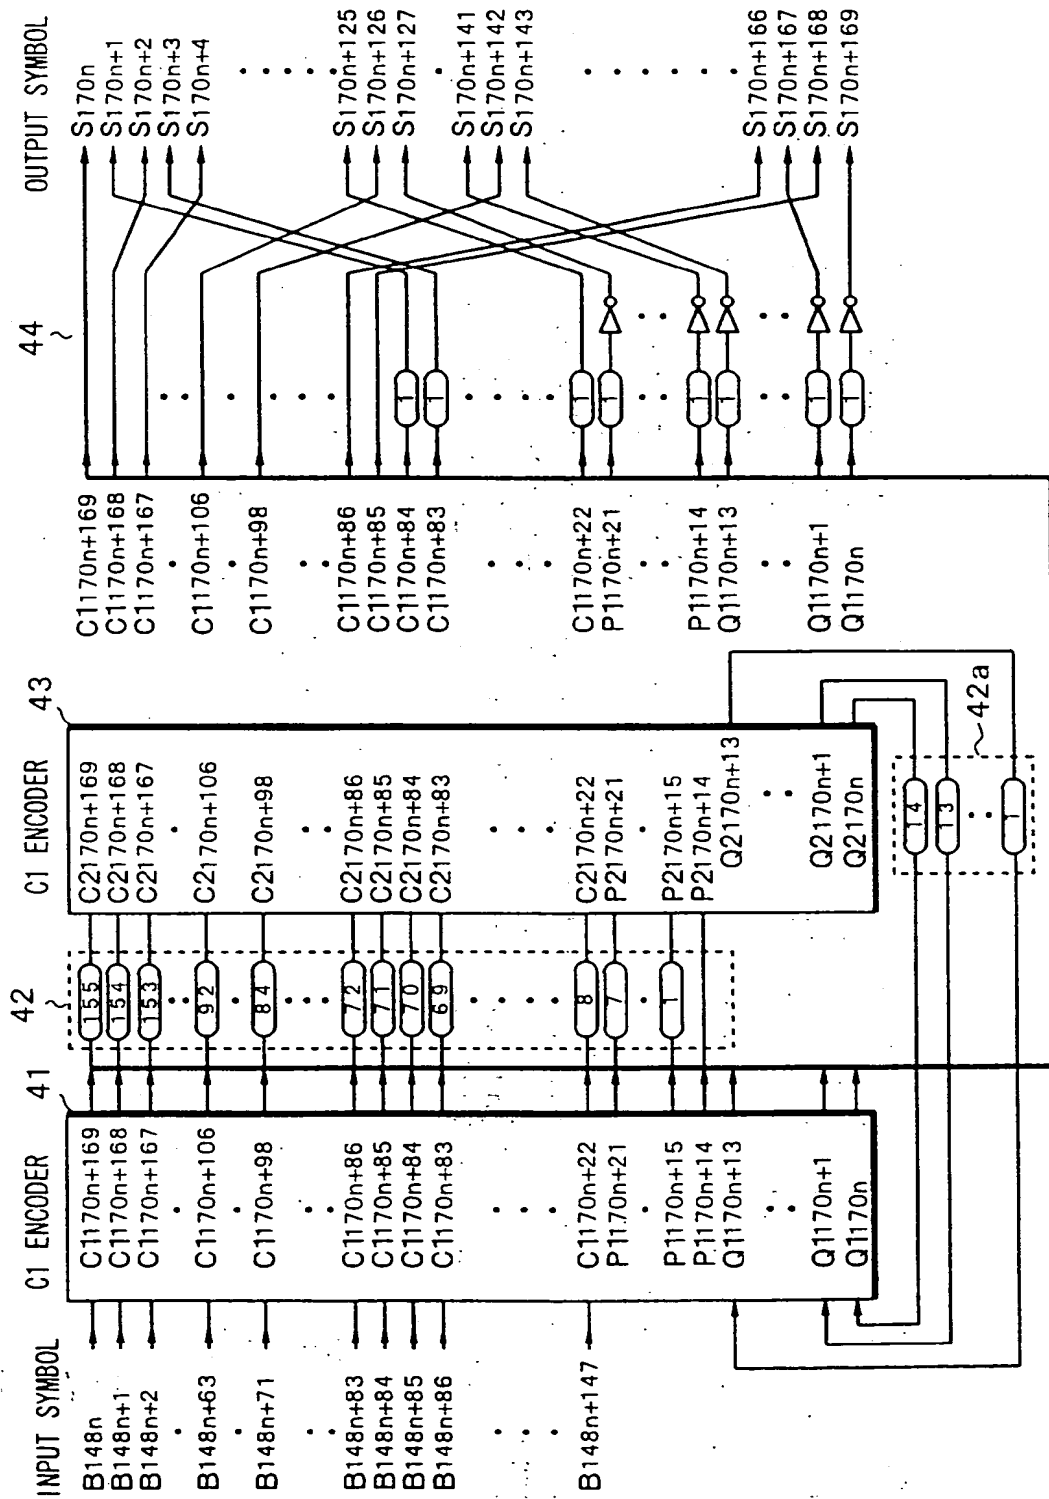 INPUT SYMBOL
B148n
B148n+1
B148n+2
B148n+63
B148n+71
B148n+83
B148n+84
B148n+85
B148n+86
B148n+147
C1 ENCODER
41
C1170n+169
C1170n+168
C1170n+167
C1170n+106
C1170n+98
C1170n+86
C1170n+85
C1170n+84
C1170n+83
C1170n+22
P1170n+21
P1170n+15
P1170n+14
Q1170n+13
Q1170n+1
Q1170n
42
155
154
153
92
84
72
71
70
69
8
7
1
C1 ENCODER
43
C2170n+169
C2170n+168
C2170n+167
C2170n+106
C2170n+98
C2170n+86
C2170n+85
C2170n+84
C2170n+83
C2170n+22
P2170n+21
P2170n+15
P2170n+14
Q2170n+13
Q2170n+1
Q2170n
42a
14
13
1
C1170n+169
C1170n+168
C1170n+167
C1170n+106
C1170n+98
C1170n+86
C1170n+85
C1170n+84
C1170n+83
C1170n+22
P1170n+21
P1170n+14
Q1170n+13
Q1170n+1
Q1170n
44
1
1
1
1
1
1
1
1
OUTPUT SYMBOL
S170n
S170n+1
S170n+2
S170n+3
S170n+4
S170n+125
S170n+126
S170n+127
S170n+141
S170n+142
S170n+143
S170n+166
S170n+167
S170n+168
S170n+169